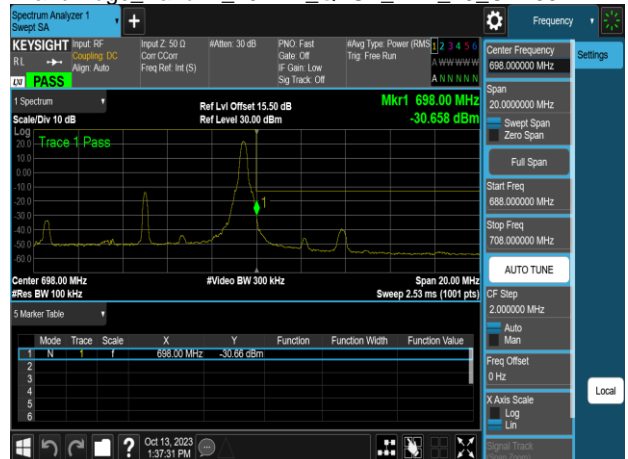 Spectrum Analyzer 1
Swept SA
Frequency
KEYSIGHT
Input: RF
Input Z: 50 Ω
#Atten: 30 dB
PNO: Fast
#Avg Type: Power (RMS
1 2 3 4 5 6
RL
Coupling: DC
Corr CCorr
Gate: Off
Trig: Free Run
A W W W W W
Align: Auto
Freq Ref: Int (S)
IF Gain: Low
Sig Track: Off
A N N N N N
LXI
PASS
1 Spectrum
Ref Lvl Offset 15.50 dB
Mkr1 698.00 MHz
Scale/Div 10 dB
Ref Level 30.00 dBm
-30.658 dBm
Log
Trace 1 Pass
20.0
10.0
0.00
-10.0
-20.0
-30.0
-40.0
-50.0
-60.0
1
Center 698.00 MHz
#Video BW 300 kHz
Span 20.00 MHz
#Res BW 100 kHz
Sweep 2.53 ms (1001 pts)
5 Marker Table
Mode Trace Scale X Y Function Function Width Function Value
1 N 1 f 698.00 MHz -30.66 dBm
2
3
4
5
6
Oct 13, 2023
1:37:31 PM
Center Frequency
698.000000 MHz
Settings
Span
20.0000000 MHz
Swept Span
Zero Span
Full Span
Start Freq
688.000000 MHz
Stop Freq
708.000000 MHz
AUTO TUNE
CF Step
2.000000 MHz
Auto
Man
Freq Offset
0 Hz
Local
X Axis Scale
Log
Lin
Signal Track
(Span Zoom)